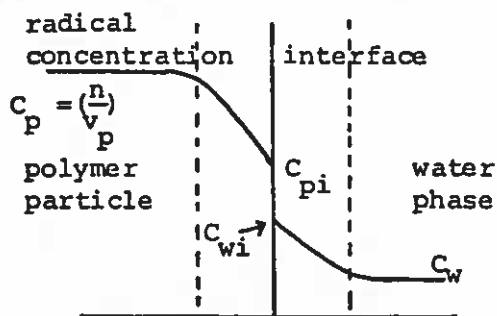 radical
concentration interface
C_p = (n/v_p)
polymer
particle
C_pi
water
phase
C_wi
C_w